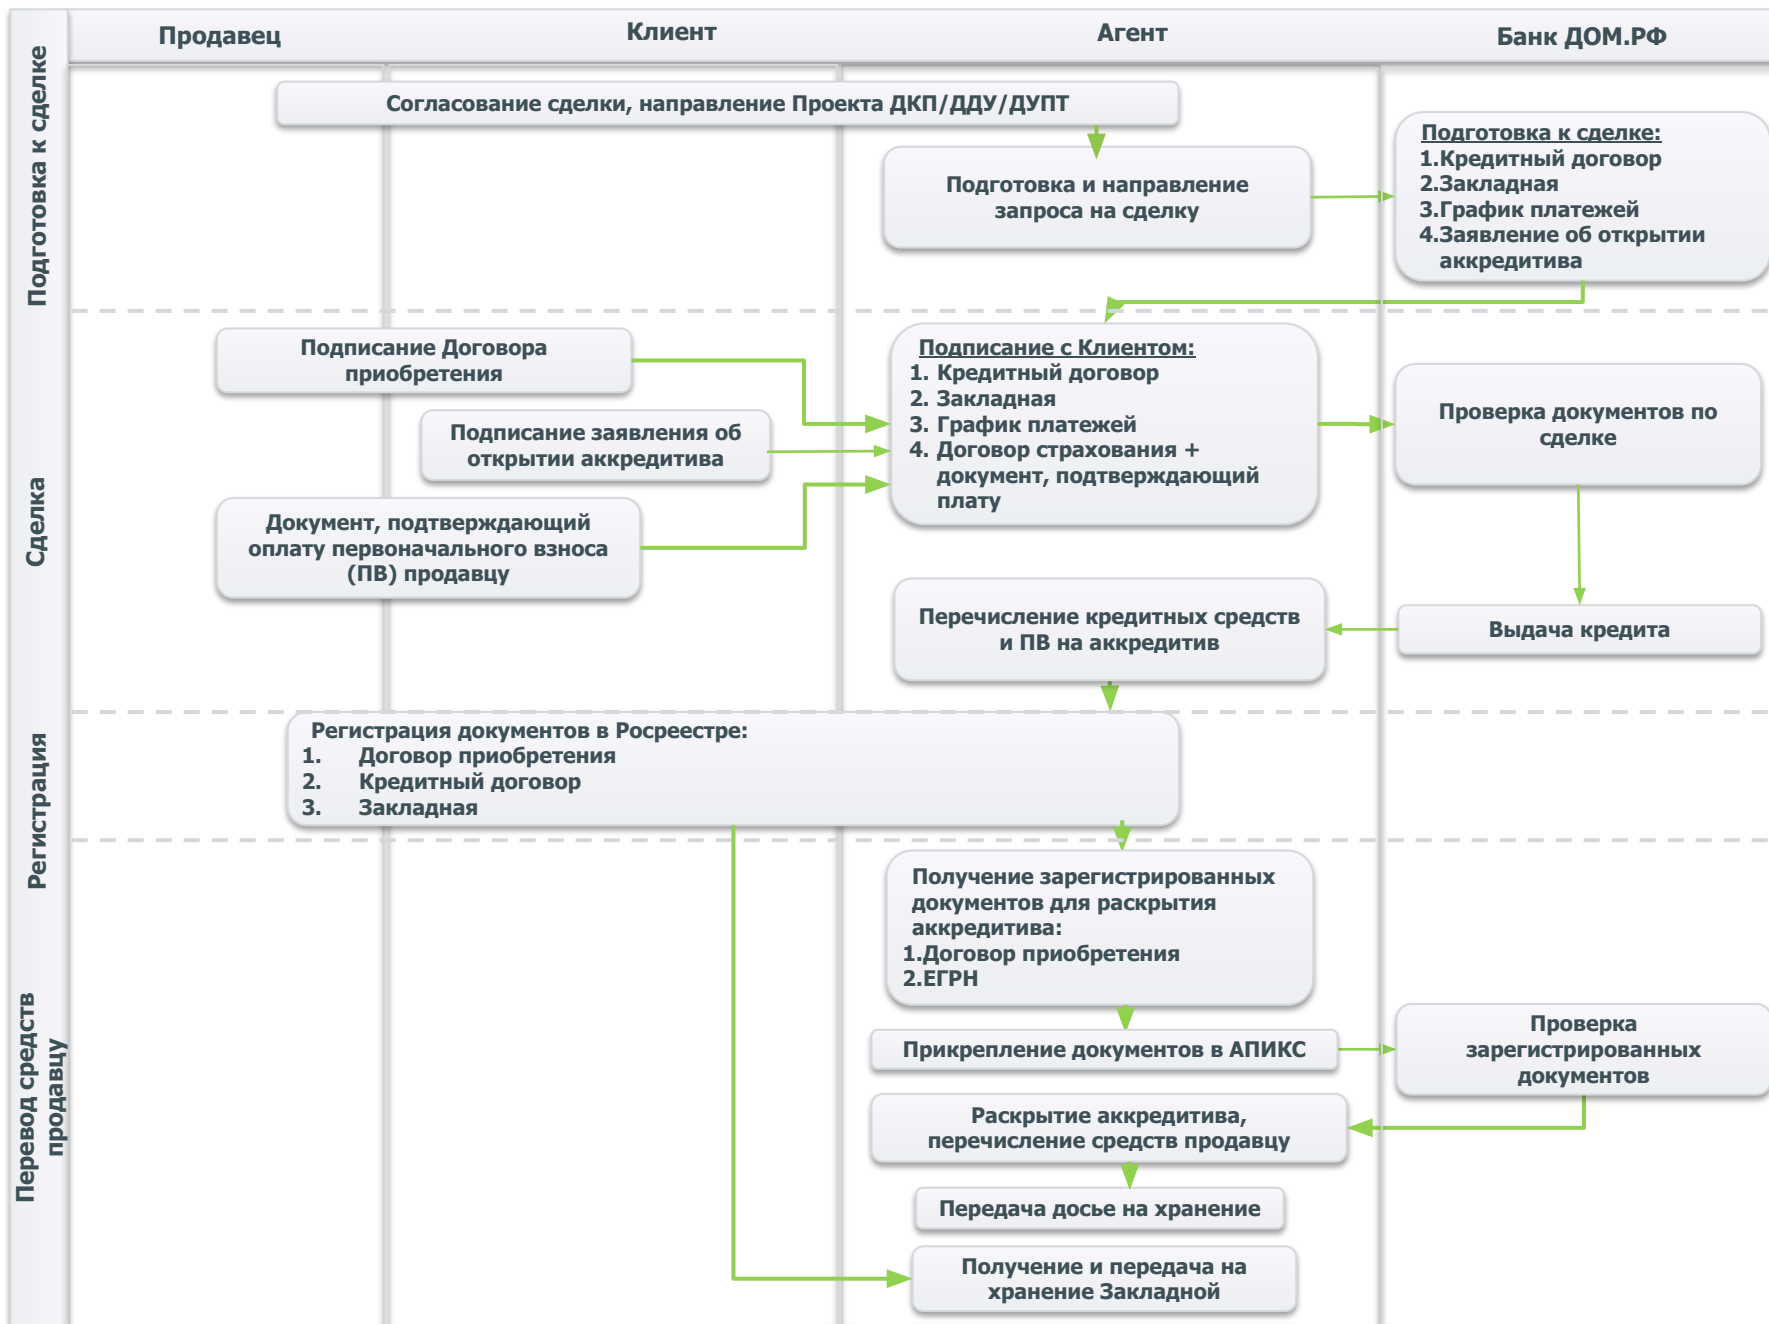 Продавец
Клиент
Агент
Банк ДОМ.РФ
Подготовка к сделке
Согласование сделки, направление Проекта ДКП/ДДУ/ДУПТ
Подготовка и направление
запроса на сделку
Подготовка к сделке:
1.Кредитный договор
2.Закладная
3.График платежей
4.Заявление об открытии
аккредитива
Сделка
Подписание Договора
приобретения
Подписание заявления об
открытии аккредитива
Документ, подтверждающий
оплату первоначального взноса
(ПВ) продавцу
Подписание с Клиентом:
1. Кредитный договор
2. Закладная
3. График платежей
4. Договор страхования +
документ, подтверждающий
плату
Проверка документов по
сделке
Выдача кредита
Перечисление кредитных средств
и ПВ на аккредитив
Регистрация
Регистрация документов в Росреестре:
1. Договор приобретения
2. Кредитный договор
3. Закладная
Перевод средств
продавцу
Получение зарегистрированных
документов для раскрытия
аккредитива:
1.Договор приобретения
2.ЕГРН
Прикрепление документов в АПИКС
Проверка
зарегистрированных
документов
Раскрытие аккредитива,
перечисление средств продавцу
Передача досье на хранение
Получение и передача на
хранение Закладной